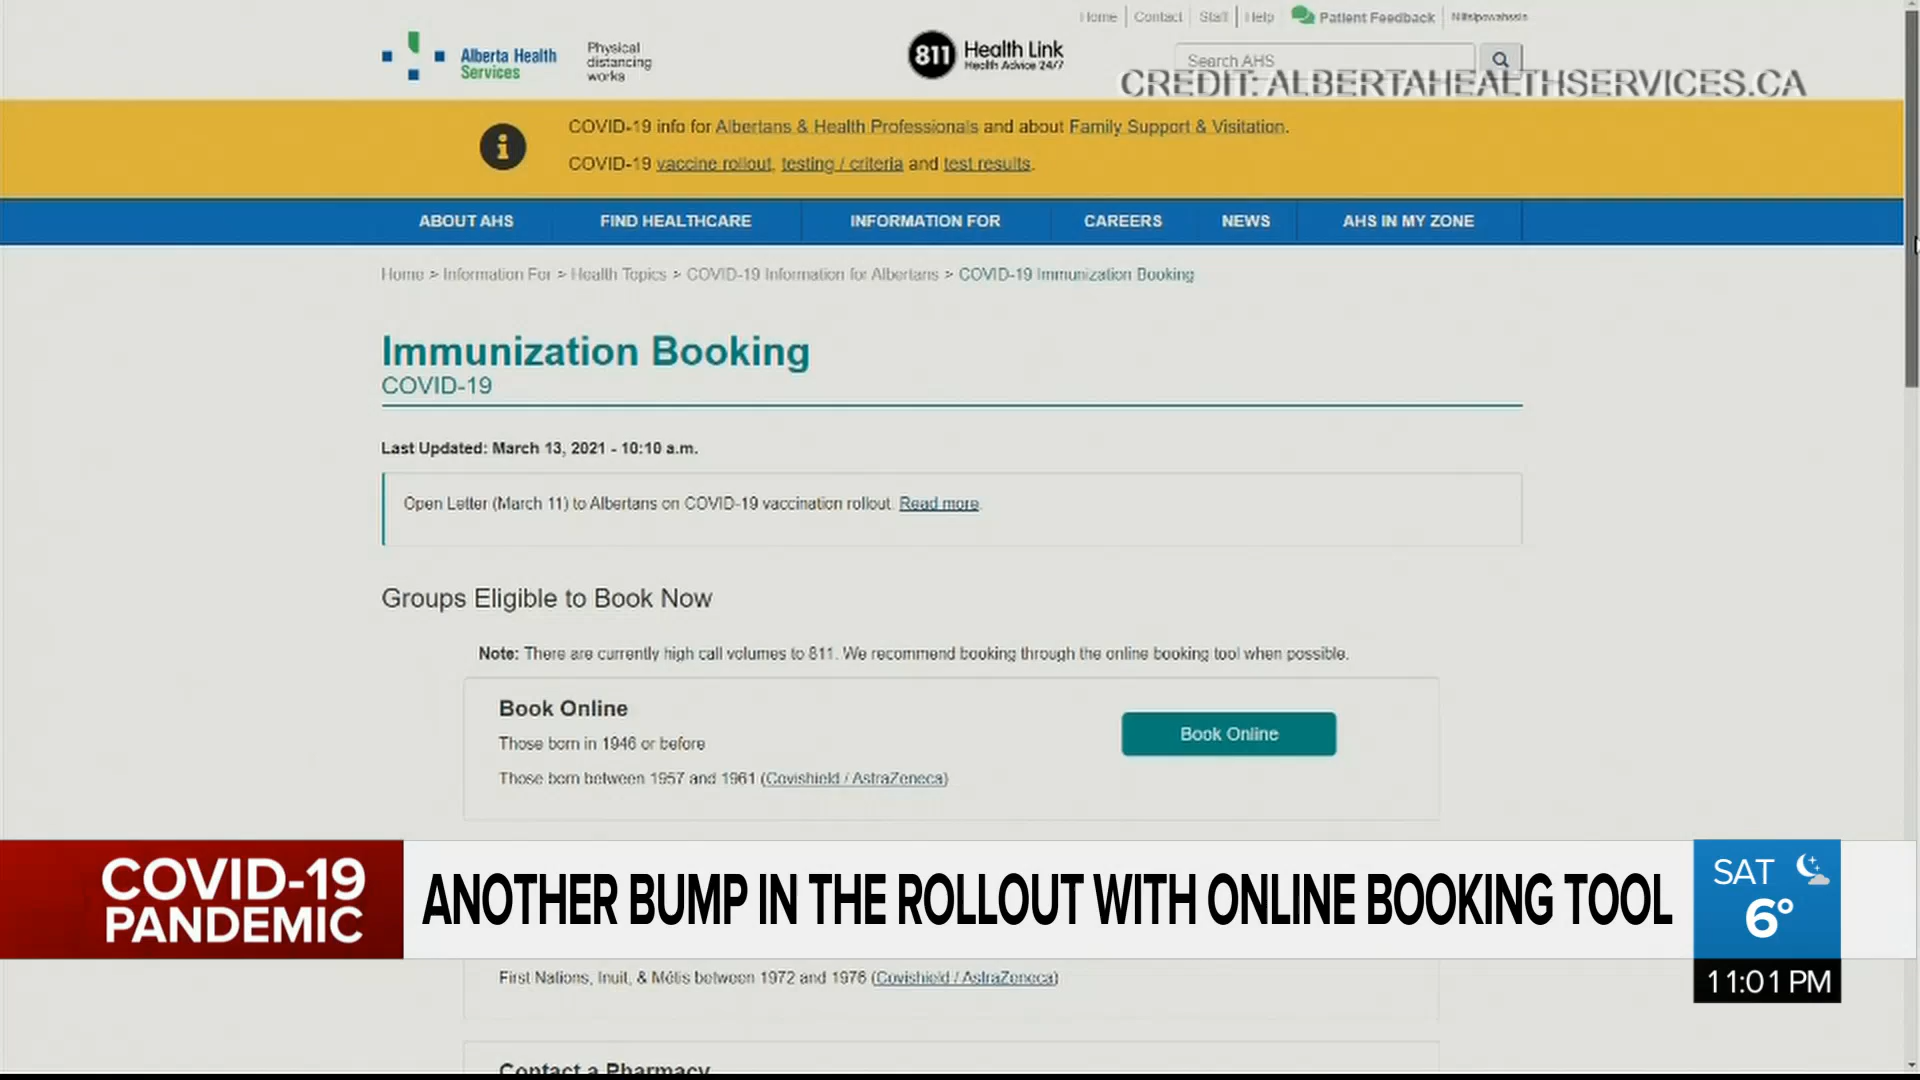 Home Contact Staff Help Patient Feedback
Alberta Health
Services
Physical
distancing
works
811 Health Link
Health Advice 24/7
Search AHS
CREDIT: ALBERTAHEALTHSERVICES.CA
COVID-19 info for Albertans & Health Professionals and about Family Support & Visitation.
COVID-19 vaccine rollout, testing / criteria and test results.
ABOUT AHS FIND HEALTHCARE INFORMATION FOR CAREERS NEWS AHS IN MY ZONE
Home > Information For > Health Topics > COVID-19 Information for Albertans > COVID-19 Immunization Booking
Immunization Booking
COVID-19
Last Updated: March 13, 2021 - 10:10 a.m.
Open Letter (March 11) to Albertans on COVID-19 vaccination rollout. Read more.
Groups Eligible to Book Now
Note: There are currently high call volumes to 811. We recommend booking through the online booking tool when possible.
Book Online
Book Online
Those born in 1946 or before
Those born between 1957 and 1961 (Covishield / AstraZeneca)
COVID-19
PANDEMIC
ANOTHER BUMP IN THE ROLLOUT WITH ONLINE BOOKING TOOL
SAT
6°
11:01 PM
First Nations, Inuit, & Métis between 1972 and 1976 (Covishield / AstraZeneca)
Contact a Pharmacy